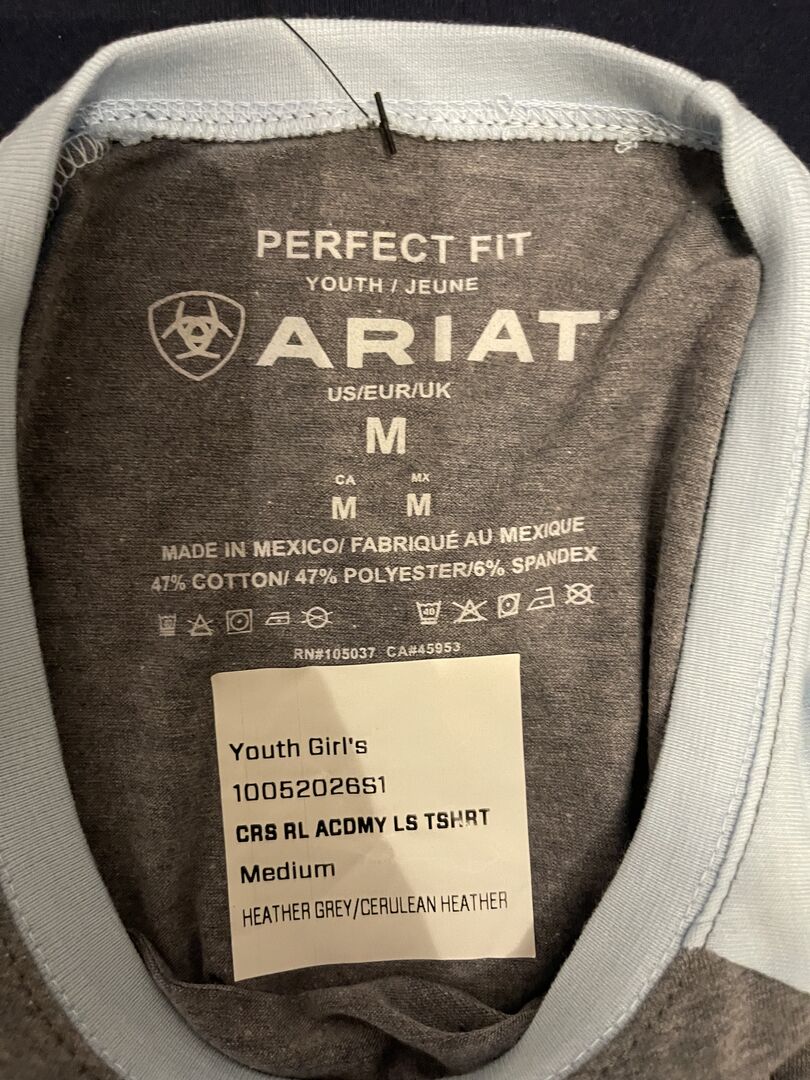 PERFECT FIT
YOUTH / JEUNE
ARIAT
US/EUR/UK
M
CA MX
M M
MADE IN MEXICO/ FABRIQUÉ AU MEXIQUE
47% COTTON/ 47% POLYESTER/6% SPANDEX
40
RN#105037 CA#45953
Youth Girl's
10052026S1
CRS RL ACDMY LS TSHRT
Medium
HEATHER GREY/CERULEAN HEATHER